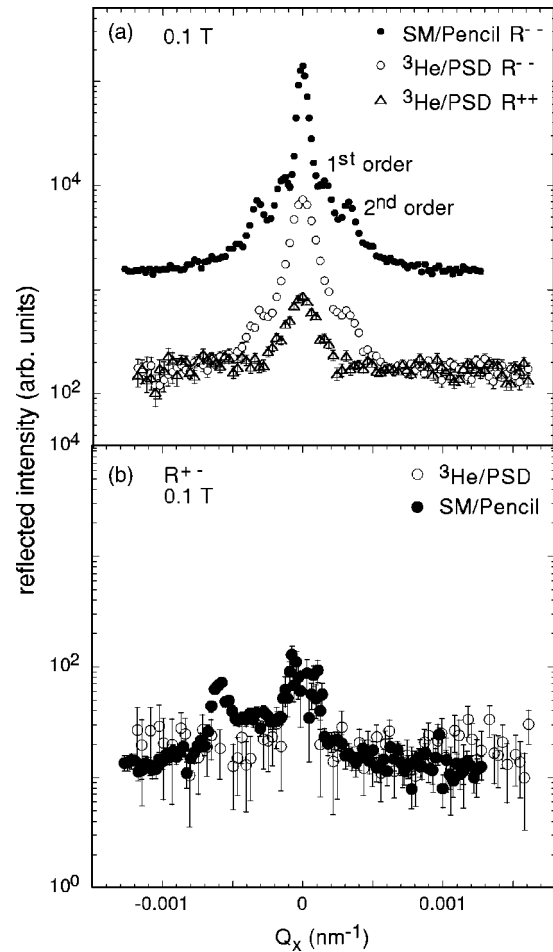 (a)
0.1 T
SM/Pencil R⁻ ⁻
³He/PSD R⁻ ⁻
³He/PSD R⁺⁺
1ˢᵗ order
2ⁿᵈ order
10⁴
10²
10⁴
reflected intensity (arb. units)
(b)
R⁺ ⁻
0.1 T
³He/PSD
SM/Pencil
10²
10⁰
-0.001
0
0.001
Qₓ (nm⁻¹)